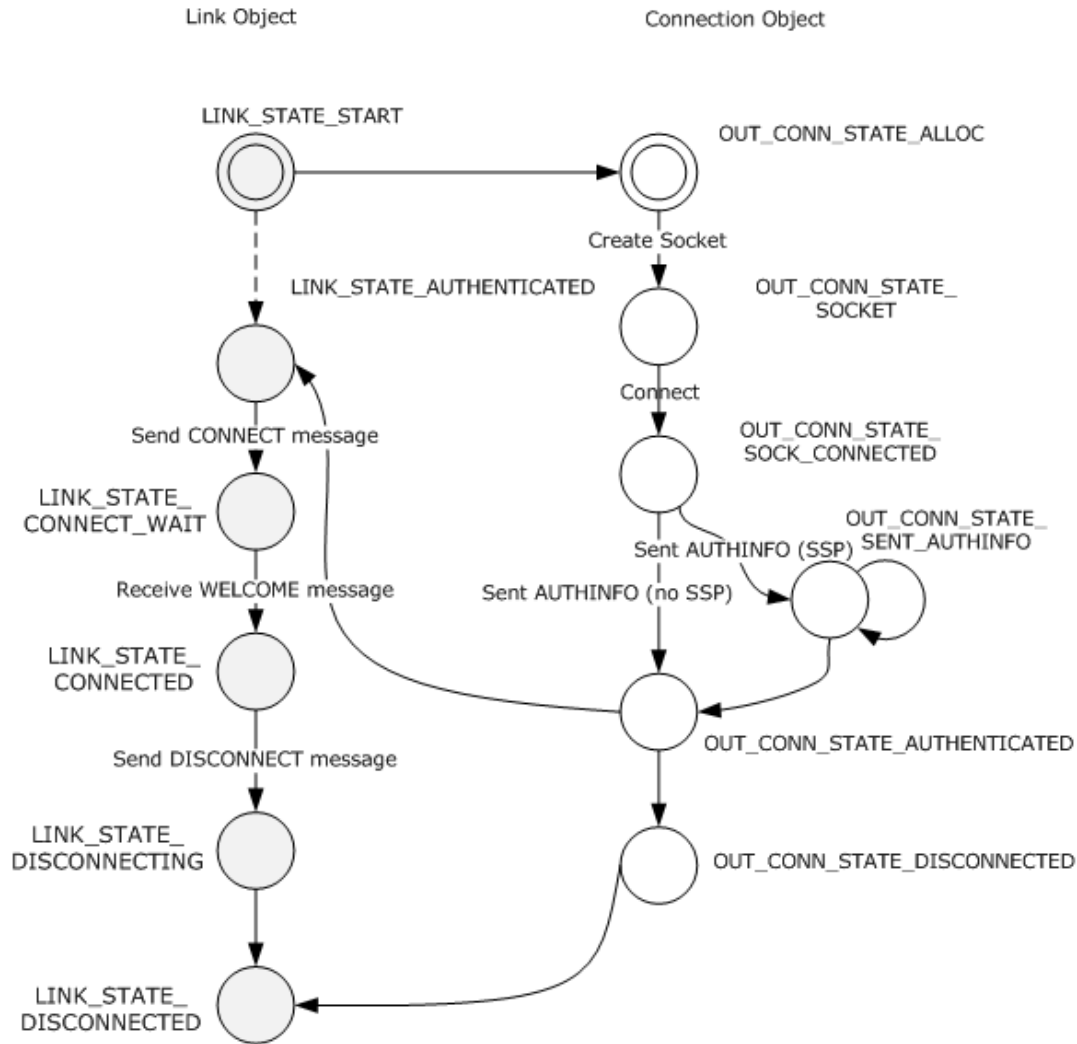 Link Object
Connection Object
LINK_STATE_START
OUT_CONN_STATE_ALLOC
Create Socket
LINK_STATE_AUTHENTICATED
OUT_CONN_STATE_
SOCKET
Connect
Send CONNECT message
OUT_CONN_STATE_
SOCK_CONNECTED
LINK_STATE_
CONNECT_WAIT
OUT_CONN_STATE_
SENT_AUTHINFO
Sent AUTHINFO (SSP)
Receive WELCOME message
Sent AUTHINFO (no SSP)
LINK_STATE_
CONNECTED
OUT_CONN_STATE_AUTHENTICATED
Send DISCONNECT message
LINK_STATE_
DISCONNECTING
OUT_CONN_STATE_DISCONNECTED
LINK_STATE_
DISCONNECTED